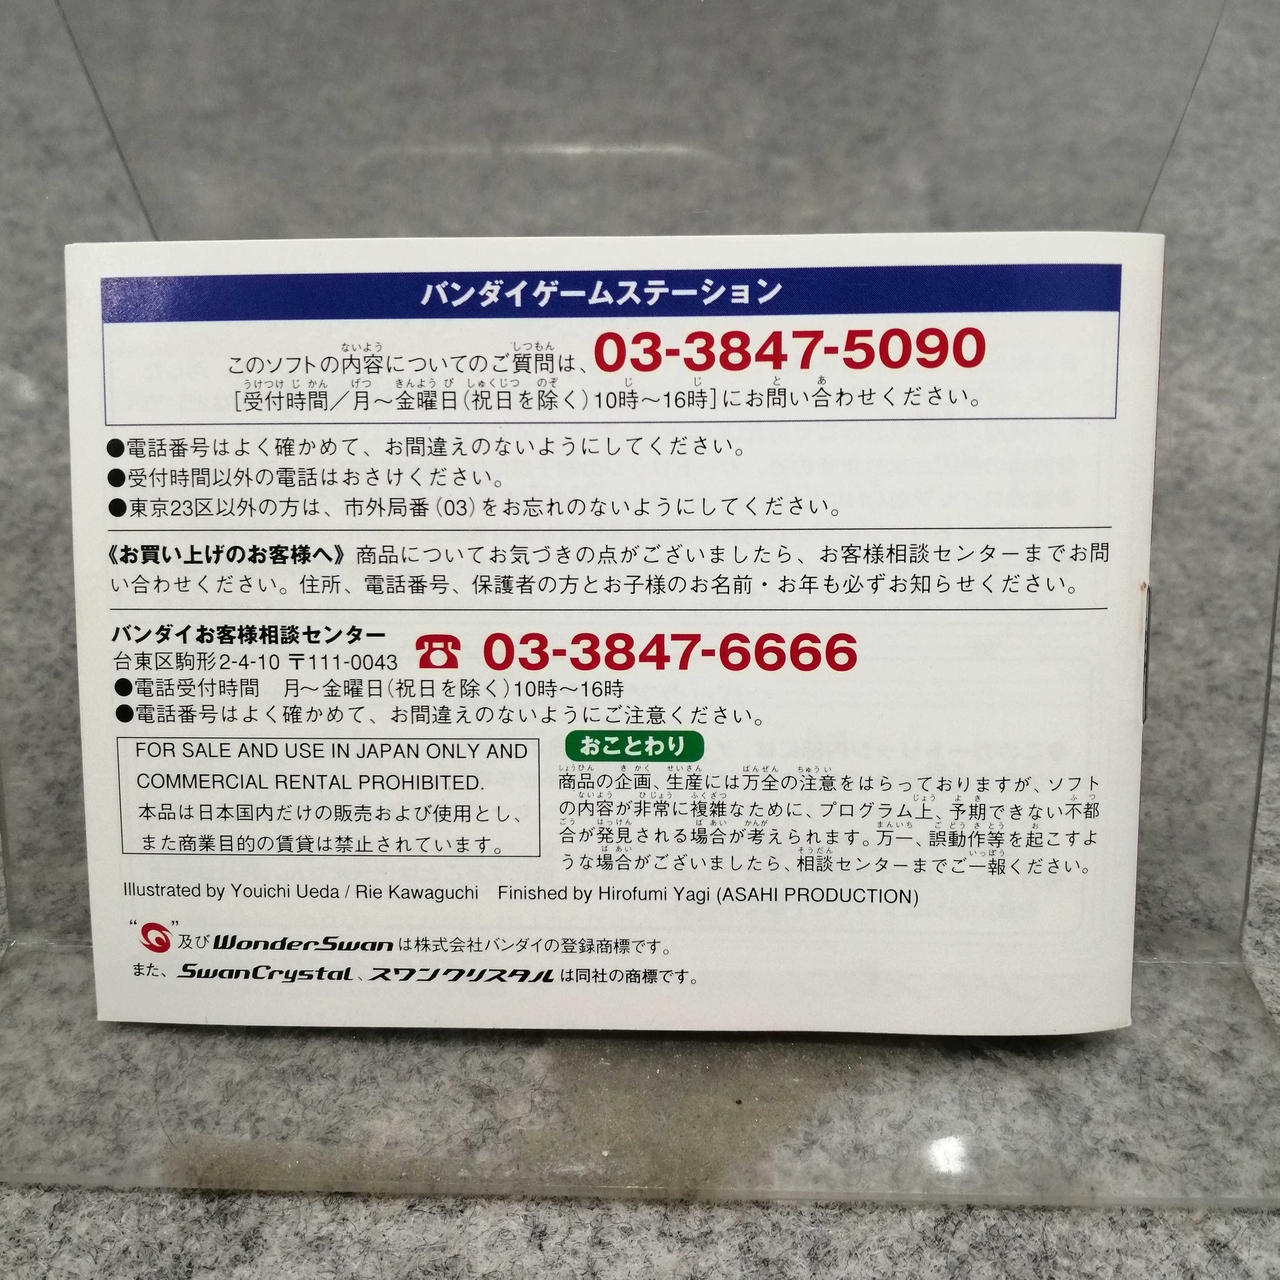 バンダイゲームステーション
このソフトの内容についてのご質問は、03-3847-5090
[受付時間／月～金曜日(祝日を除く)10時～16時]にお問い合わせください。
●電話番号はよく確かめて、お間違えのないようにしてください。
●受付時間以外の電話はおさけください。
●東京23区以外の方は、市外局番(03)をお忘れのないようにしてください。
《お買い上げのお客様へ》商品についてお気づきの点がございましたら、お客様相談センターまでお問
い合わせください。住所、電話番号、保護者の方とお子様のお名前・お年も必ずお知らせください。
バンダイお客様相談センター
台東区駒形2-4-10 〒111-0043 ☎ 03-3847-6666
●電話受付時間　月～金曜日(祝日を除く)10時～16時
●電話番号はよく確かめて、お間違えのないようにご注意ください。
FOR SALE AND USE IN JAPAN ONLY AND
COMMERCIAL RENTAL PROHIBITED.
本品は日本国内だけの販売および使用とし、
また商業目的の賃貸は禁止されています。
おことわり
商品の企画、生産には万全の注意をはらっておりますが、ソフト
の内容が非常に複雑なために、プログラム上、予期できない不都
合が発見される場合が考えられます。万一、誤動作等を起こすよ
うな場合がございましたら、相談センターまでご一報ください。
Illustrated by Youichi Ueda / Rie Kawaguchi　Finished by Hirofumi Yagi (ASAHI PRODUCTION)
“ ”及びWonderSwanは株式会社バンダイの登録商標です。
また、SwanCrystal、スワンクリスタルは同社の商標です。